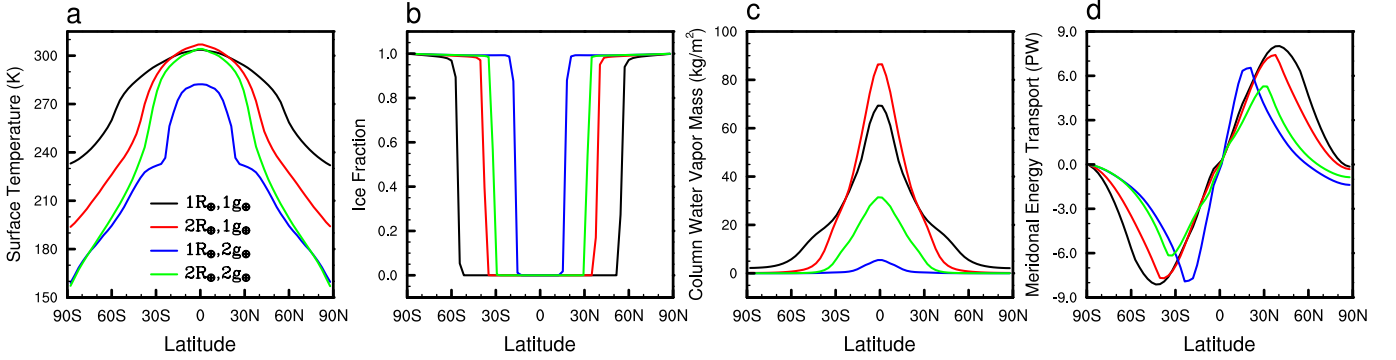 a
Surface Temperature (K)
300
270
240
210
180
150
1R⊕,1g⊕
2R⊕,1g⊕
1R⊕,2g⊕
2R⊕,2g⊕
90S 60S 30S 0 30N 60N 90N
Latitude
b
Ice Fraction
1.0
0.8
0.6
0.4
0.2
0.0
90S 60S 30S 0 30N 60N 90N
Latitude
c
Column Water Vapor Mass (kg/m²)
100
80
60
40
20
0
90S 60S 30S 0 30N 60N 90N
Latitude
d
Meridional Energy Transport (PW)
9.0
6.0
3.0
0.0
-3.0
-6.0
-9.0
90S 60S 30S 0 30N 60N 90N
Latitude